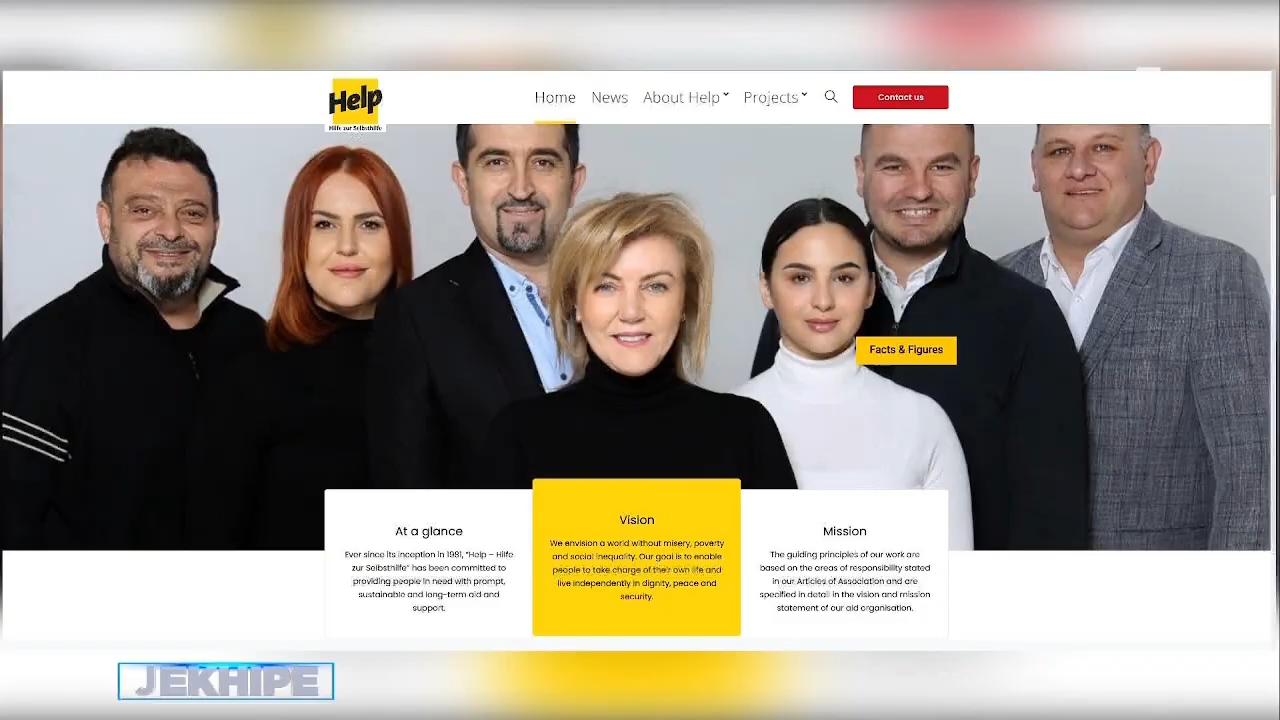 Help
Hilfe zur Selbsthilfe
Home News About Help Projects Contact us
Facts & Figures
At a glance
Ever since its inception in 1981, "Help – Hilfe
zur Selbsthilfe" has been committed to
providing people in need with prompt,
sustainable and long-term aid and
support.
Vision
We envision a world without misery, poverty
and social inequality. Our goal is to enable
people to take charge of their own life and
live independently in dignity, peace and
security.
Mission
The guiding principles of our work are
based on the areas of responsibility stated
in our Articles of Association and are
specified in detail in the vision and mission
statement of our aid organisation.
JEKHIPE